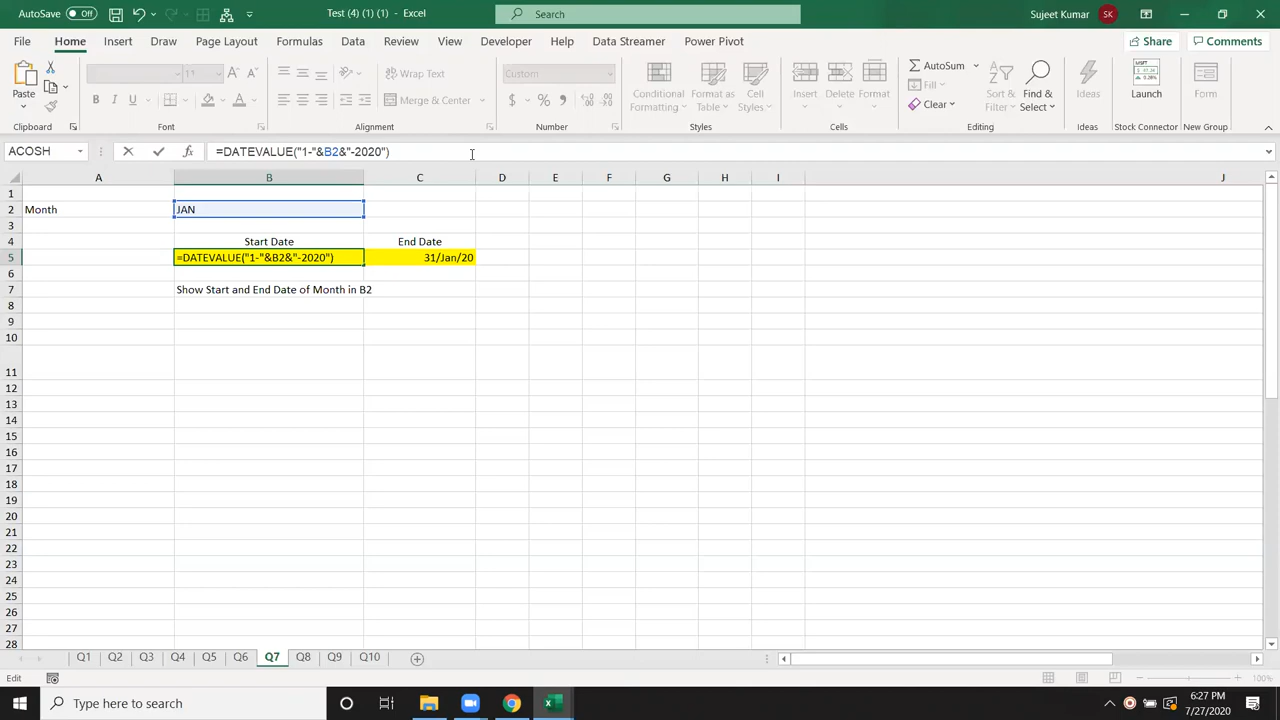 AutoSave Off Test (4) (1) (1) - Excel Search Sujeet Kumar SK
File Home Insert Draw Page Layout Formulas Data Review View Developer Help Data Streamer Power Pivot Share Comments
Paste 11 Wrap Text Custom AutoSum
B I U A Merge & Center $ % Conditional Formatting Format as Table Cell Styles Insert Delete Format Fill Clear Sort & Filter Find & Select Ideas Launch Form
Clipboard Font Alignment Number Styles Cells Editing Ideas Stock Connector New Group
ACOSH fx =DATEVALUE("1-"&B2&"-2020")
A B C D E F G H I J
1
2 Month JAN
3
4 Start Date End Date
5 =DATEVALUE("1-"&B2&"-2020") 31/Jan/20
6
7 Show Start and End Date of Month in B2
8
9
10
11
12
13
14
15
16
17
18
19
20
21
22
23
24
25
26
27
28
Q1 Q2 Q3 Q4 Q5 Q6 Q7 Q8 Q9 Q10
Edit 100%
Type here to search 6:27 PM
7/27/2020